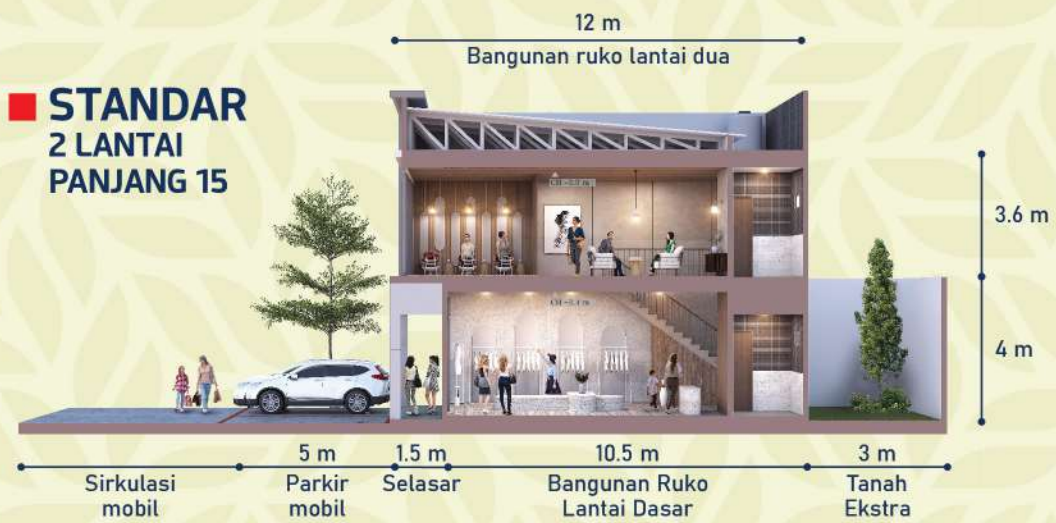 12 m
Bangunan ruko lantai dua
STANDAR
2 LANTAI
PANJANG 15
3.6 m
4 m
5 m
1.5 m
10.5 m
3 m
Sirkulasi
mobil
Parkir
mobil
Selasar
Bangunan Ruko
Lantai Dasar
Tanah
Ekstra